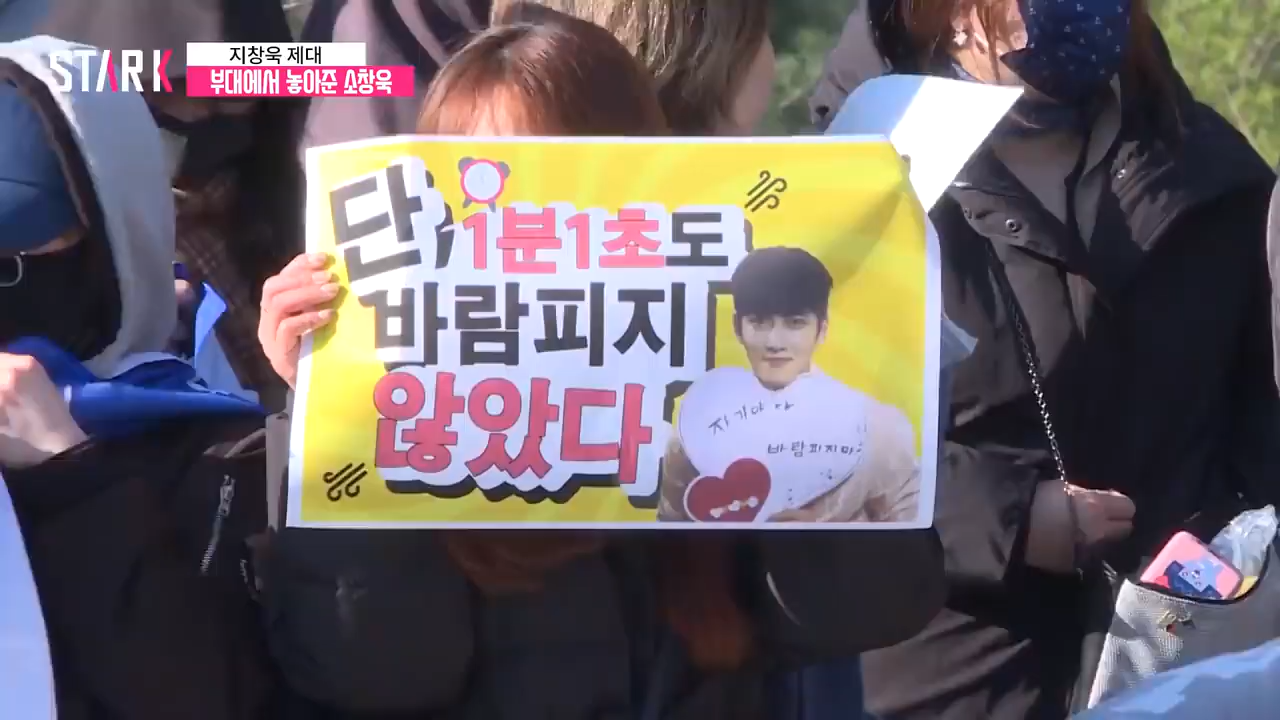 STARK
지창욱 제대
부대에서 놓아준 소창욱
단, 1분1초도
바람피지
않았다
자기야 나
바람피지마